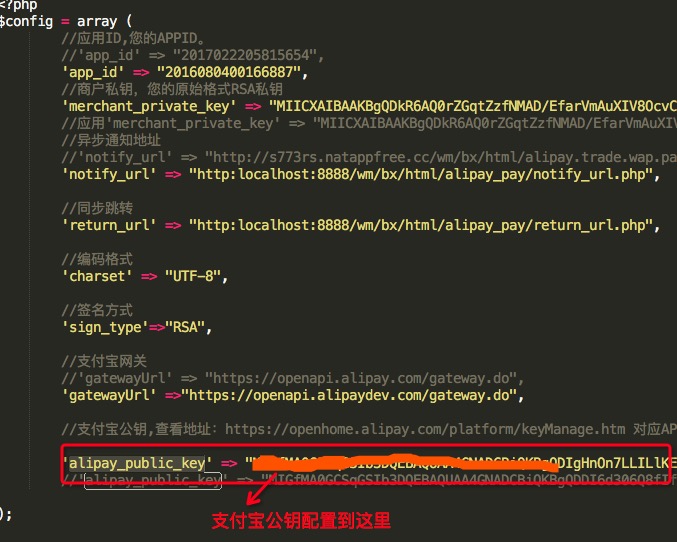 <?php
$config = array (
//应用ID,您的APPID。
//'app_id' => "2017022205815654",
'app_id' => "2016080400166887",
//商户私钥，您的原始格式RSA私钥
'merchant_private_key' => "MIICXAIBAAKBgQDkR6AQ0rZGqtZzfNMAD/EfarVmAuXIV8OcvC
//应用'merchant_private_key' => "MIICXAIBAAKBgQDkR6AQ0rZGqtZzfNMAD/EfarVmAuXIV
//异步通知地址
//'notify_url' => "http://s773rs.natappfree.cc/wm/bx/html/alipay.trade.wap.pa
'notify_url' => "http:localhost:8888/wm/bx/html/alipay_pay/notify_url.php",
//同步跳转
'return_url' => "http:localhost:8888/wm/bx/html/alipay_pay/return_url.php",
//编码格式
'charset' => "UTF-8",
//签名方式
'sign_type'=>"RSA",
//支付宝网关
//'gatewayUrl' => "https://openapi.alipay.com/gateway.do",
'gatewayUrl' =>"https://openapi.alipaydev.com/gateway.do",
//支付宝公钥,查看地址：https://openhome.alipay.com/platform/keyManage.htm 对应AP
'alipay_public_key' => "M
//'alipay_public_key' => "MIGfMA0GCSqGSIb3DQEBAQUAA4GNADCBiQKBgQDDI6d306Q8fIf
支付宝公钥配置到这里
);